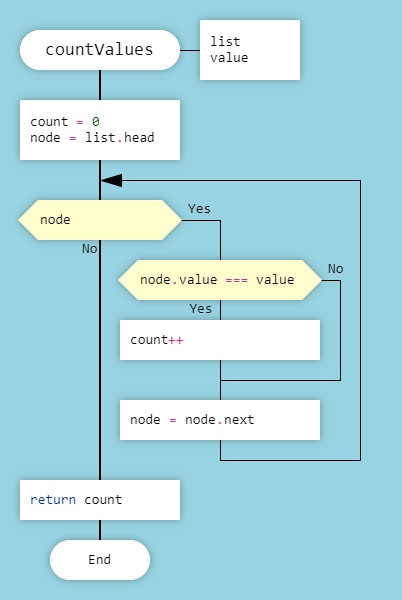 countValues
list
value
count = 0
node = list.head
node
Yes
No
node.value === value
No
Yes
count++
node = node.next
return count
End